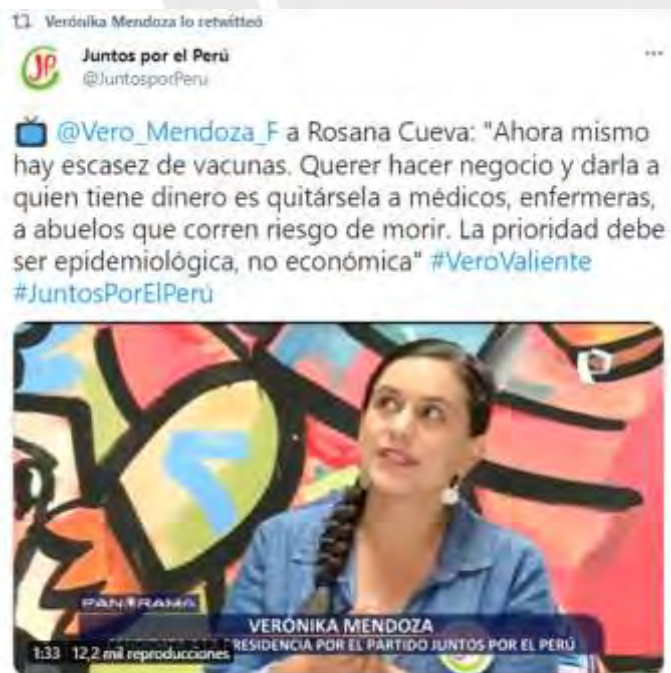 Verónika Mendoza lo retwitteó
JP
Juntos por el Perú
@JuntosporPeru
@Vero_Mendoza_F a Rosana Cueva: "Ahora mismo
hay escasez de vacunas. Querer hacer negocio y darla a
quien tiene dinero es quitársela a médicos, enfermeras,
a abuelos que corren riesgo de morir. La prioridad debe
ser epidemiológica, no económica" #VeroValiente
#JuntosPorElPerú
PANORAMA
VERÓNIKA MENDOZA
PRESIDENCIA POR EL PARTIDO JUNTOS POR EL PERÚ
1:33 12,2 mil reproducciones